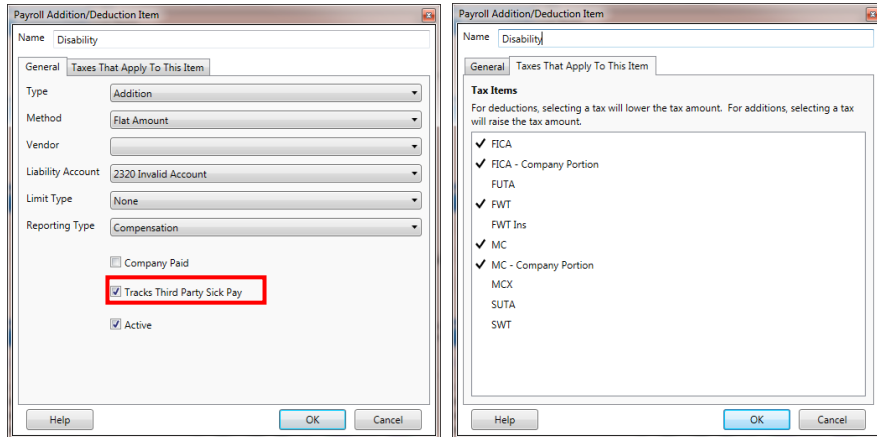 Payroll Addition/Deduction Item
Name Disability
General Taxes That Apply To This Item
Type Addition
Method Flat Amount
Vendor
Liability Account 2320 Invalid Account
Limit Type None
Reporting Type Compensation
Company Paid
Tracks Third Party Sick Pay
Active
Help OK Cancel
Payroll Addition/Deduction Item
Name Disability
General Taxes That Apply To This Item
Tax Items
For deductions, selecting a tax will lower the tax amount. For additions, selecting a tax
will raise the tax amount.
FICA
FICA - Company Portion
FUTA
FWT
FWT Ins
MC
MC - Company Portion
MCX
SUTA
SWT
Help OK Cancel